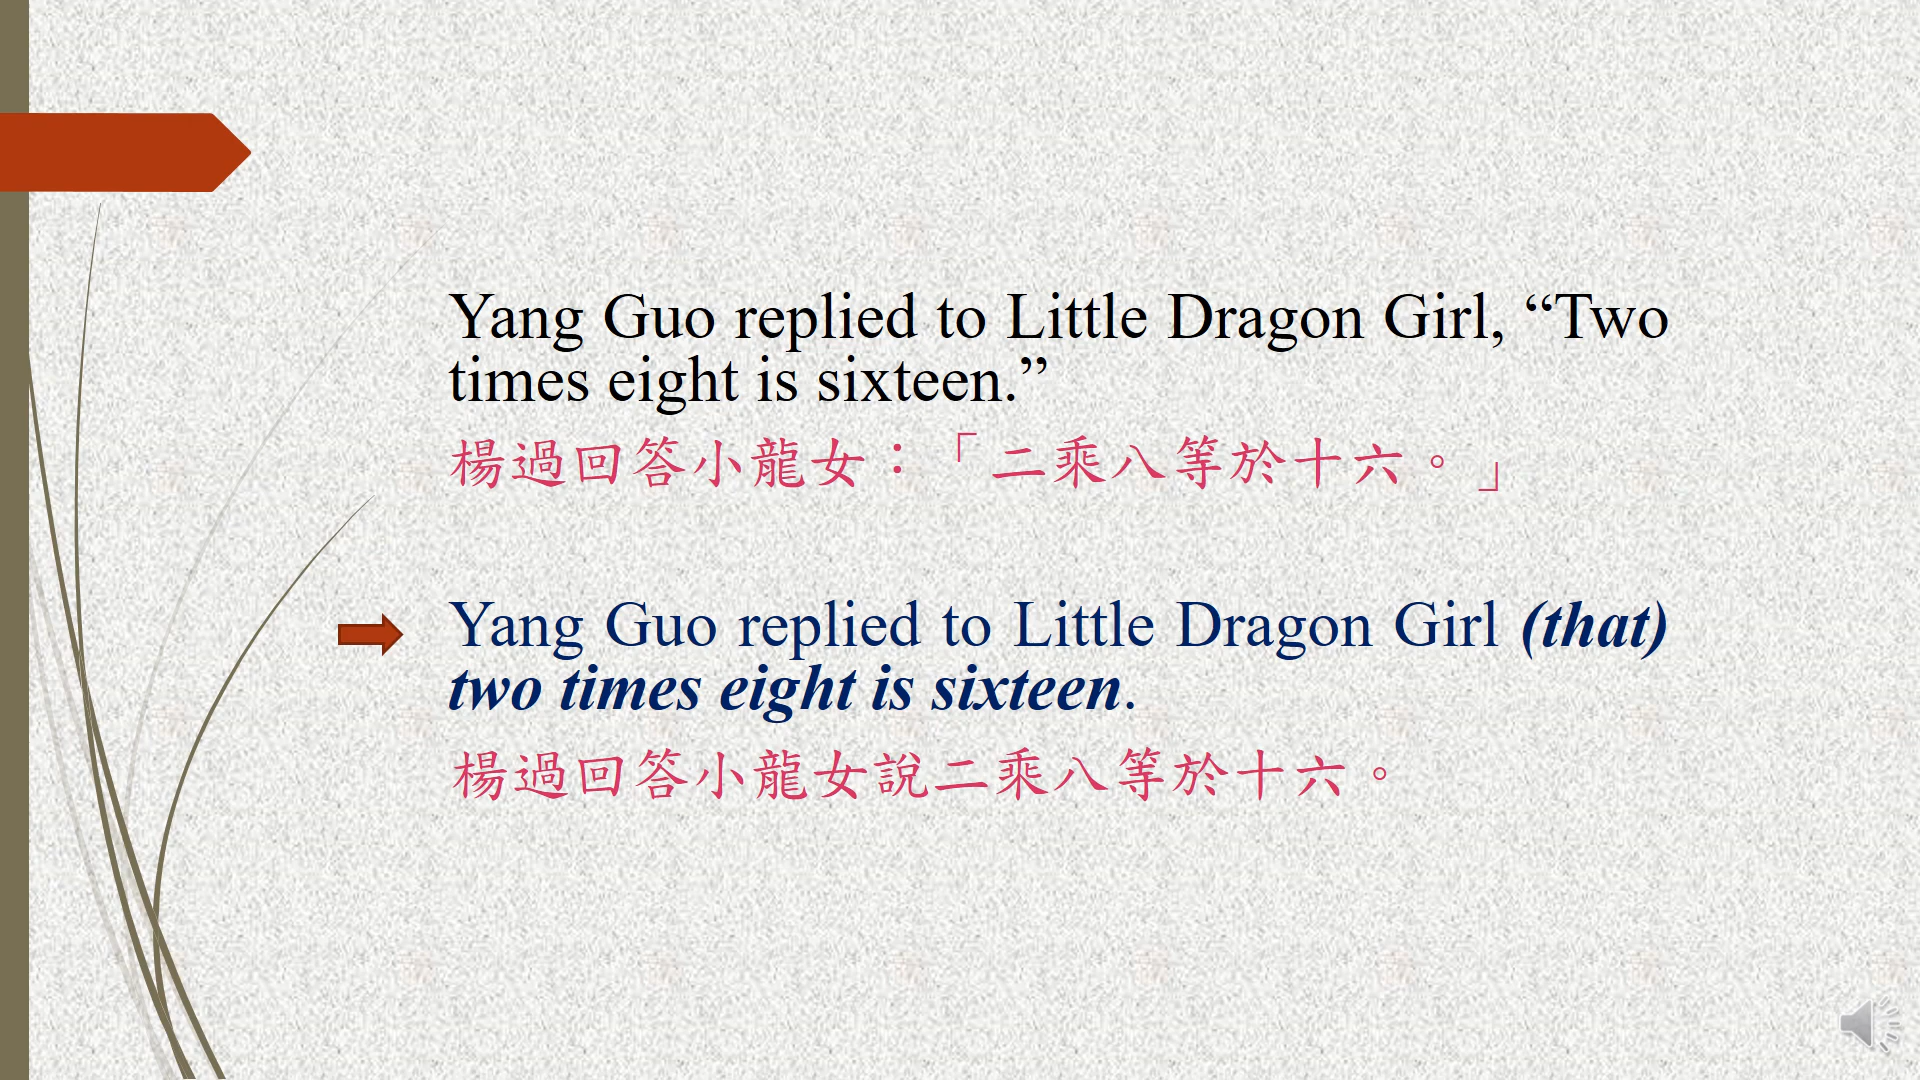 Yang Guo replied to Little Dragon Girl, “Two
times eight is sixteen.”
楊過回答小龍女：「二乘八等於十六。」
Yang Guo replied to Little Dragon Girl (that)
two times eight is sixteen.
楊過回答小龍女說二乘八等於十六。